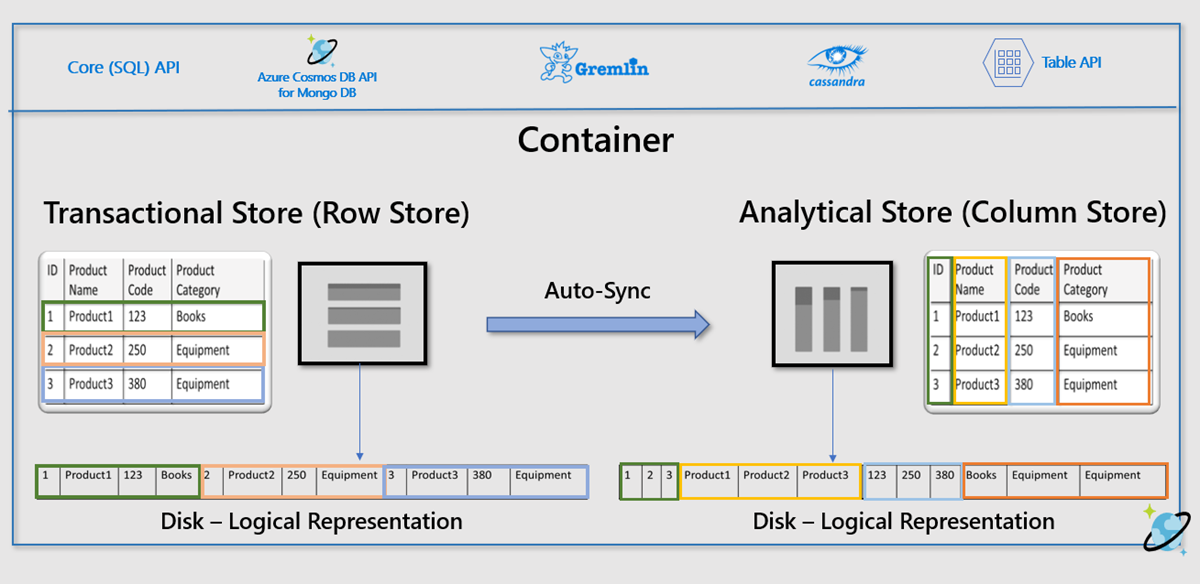 Core (SQL) API
Azure Cosmos DB API
for Mongo DB
Gremlin
cassandra
Table API
Container
Transactional Store (Row Store)
Analytical Store (Column Store)
ID Product Name Product Code Product Category
1 Product1 123 Books
2 Product2 250 Equipment
3 Product3 380 Equipment
Auto-Sync
ID Product Name Product Code Product Category
1 Product1 123 Books
2 Product2 250 Equipment
3 Product3 380 Equipment
1 Product1 123 Books 2 Product2 250 Equipment 3 Product3 380 Equipment
1 2 3 Product1 Product2 Product3 123 250 380 Books Equipment Equipment
Disk – Logical Representation
Disk – Logical Representation